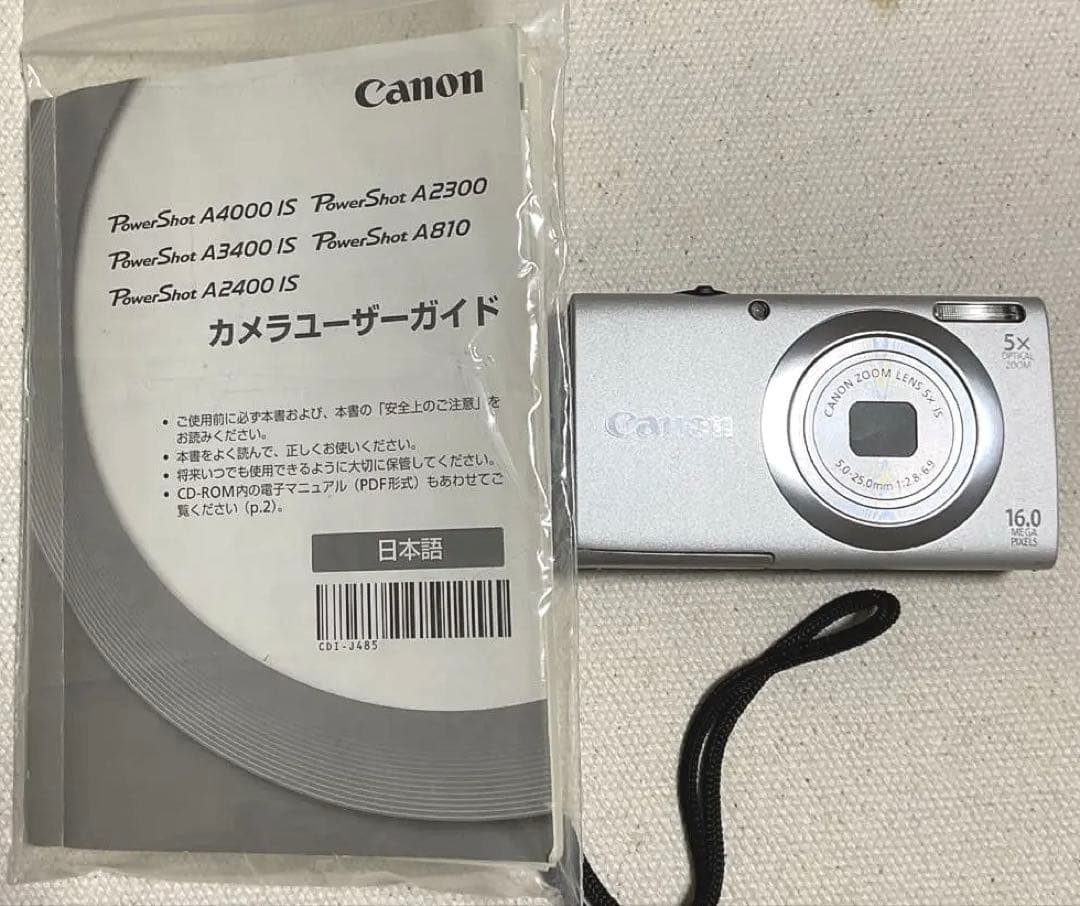 Canon
PowerShot A4000 IS PowerShot A2300
PowerShot A3400 IS PowerShot A810
PowerShot A2400 IS
カメラユーザーガイド
• ご使用前に必ず本書および、本書の「安全上のご注意」を
お読みください。
• 本書をよく読んで、正しくお使いください。
• 将来いつでも使用できるように大切に保管してください。
• CD-ROM内の電子マニュアル（PDF形式）もあわせてご
覧ください（p.2）。
日本語
CDI-J485
Canon
CANON ZOOM LENS 5× IS
5.0-25.0mm 1:2.8-6.9
5×
OPTICAL
ZOOM
16.0
MEGA
PIXELS